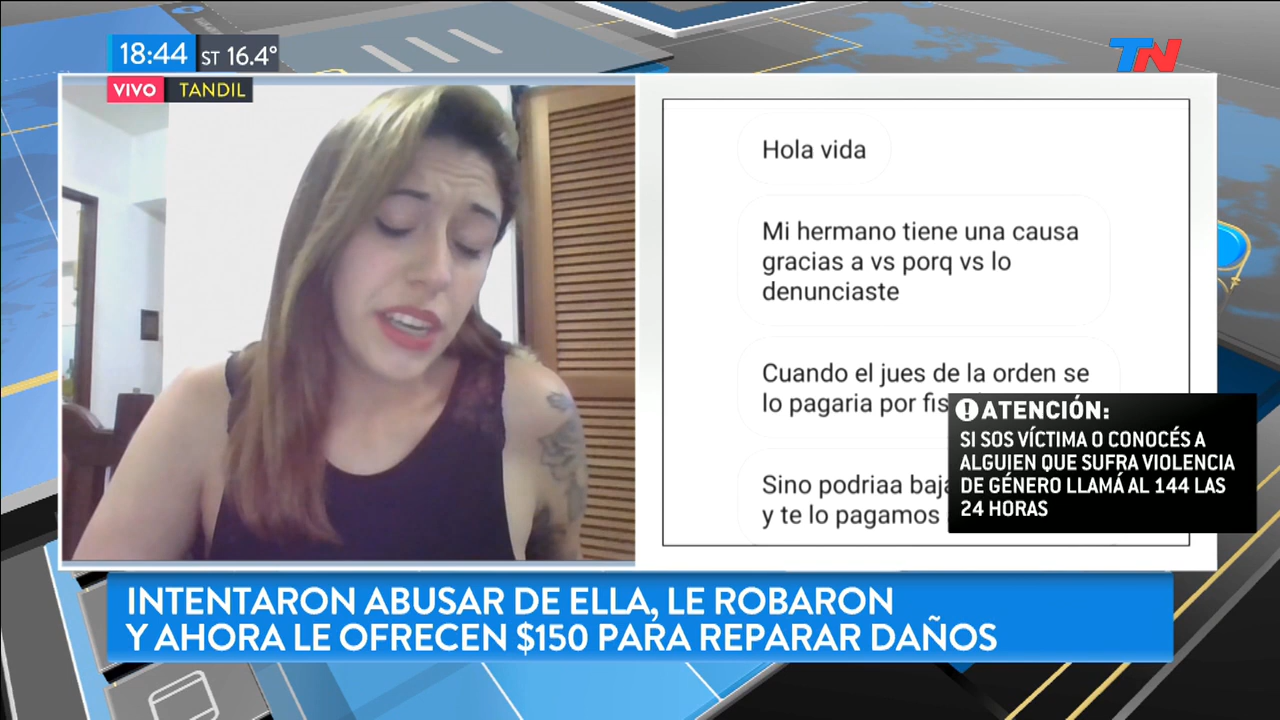 18:44 ST 16.4°
TN
VIVO TANDIL
Hola vida
Mi hermano tiene una causa
gracias a vs porq vs lo
denunciaste
Cuando el jues de la orden se
lo pagaria por
Sino podriaa
y te lo pagamos
ATENCIÓN:
SI SOS VÍCTIMA O CONOCÉS A
ALGUIEN QUE SUFRA VIOLENCIA
DE GÉNERO LLAMÁ AL 144 LAS
24 HORAS
INTENTARON ABUSAR DE ELLA, LE ROBARON
Y AHORA LE OFRECEN $150 PARA REPARAR DAÑOS